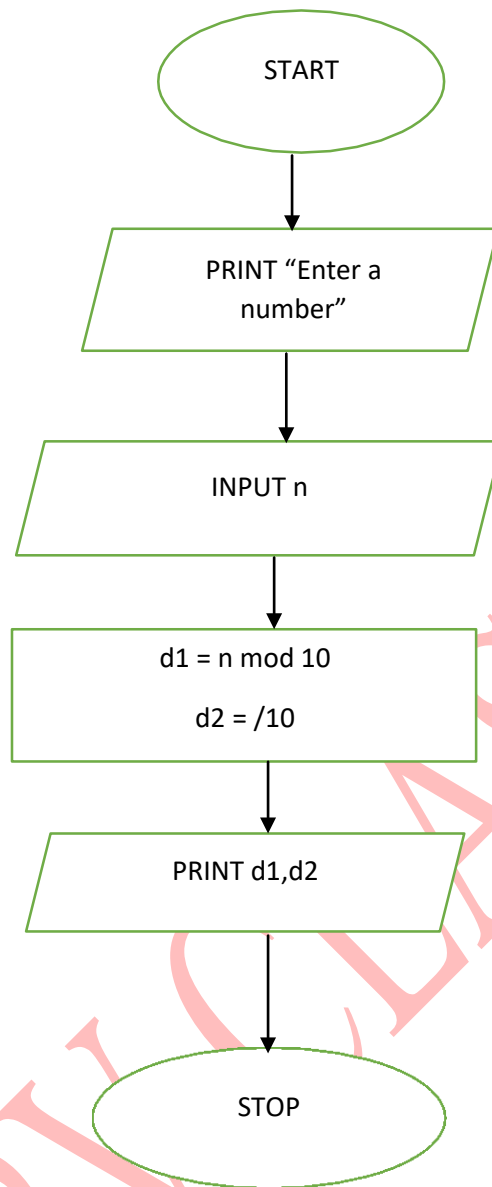 START
PRINT “Enter a
number”
INPUT n
d1 = n mod 10
d2 = /10
PRINT d1,d2
STOP